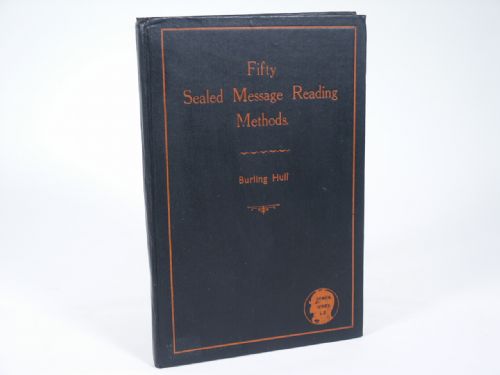 Fifty
Sealed Message Reading
Methods.
Burling Hull